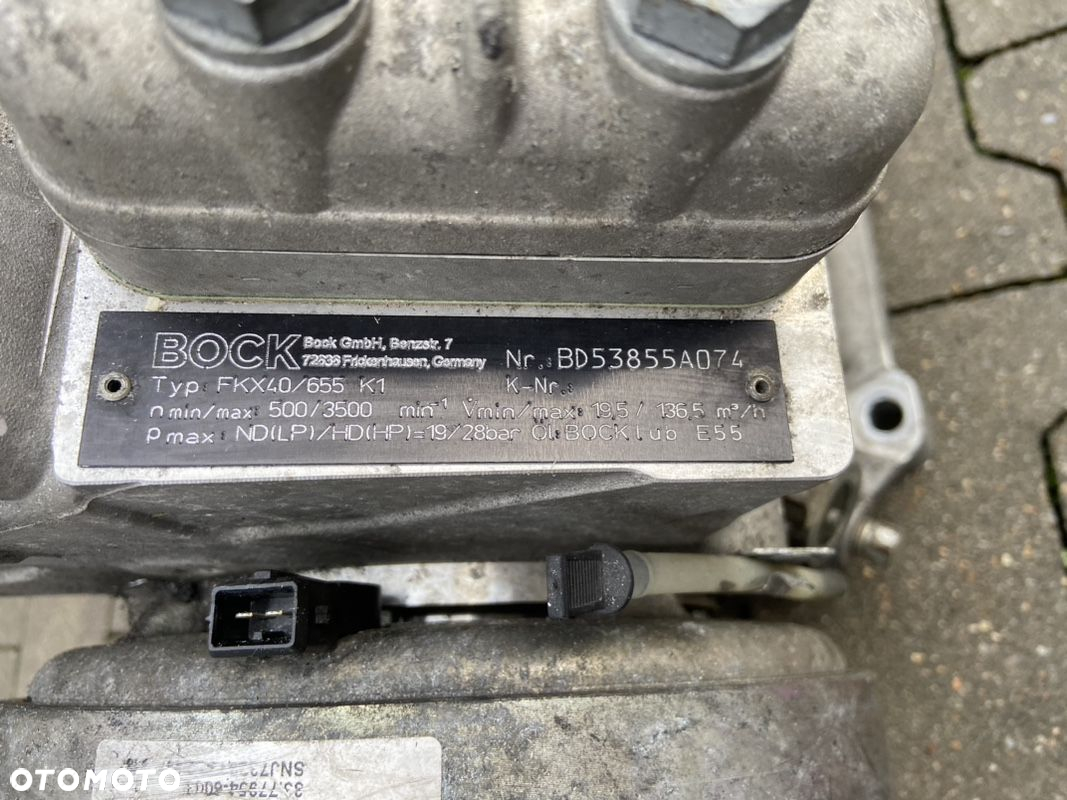 BOCK
Bock GmbH, Benzstr. 7
72636 Frickenhausen, Germany
Nr.: BD53855A074
Typ: FKX40/655 K1 K-Nr.:
n min/max: 500/3500 min⁻¹ V̇min/max: 19,5 / 136,5 m³/h
p max: ND(LP)/HD(HP)=19/28bar Öl: BOCK lub E55
OTOMOTO